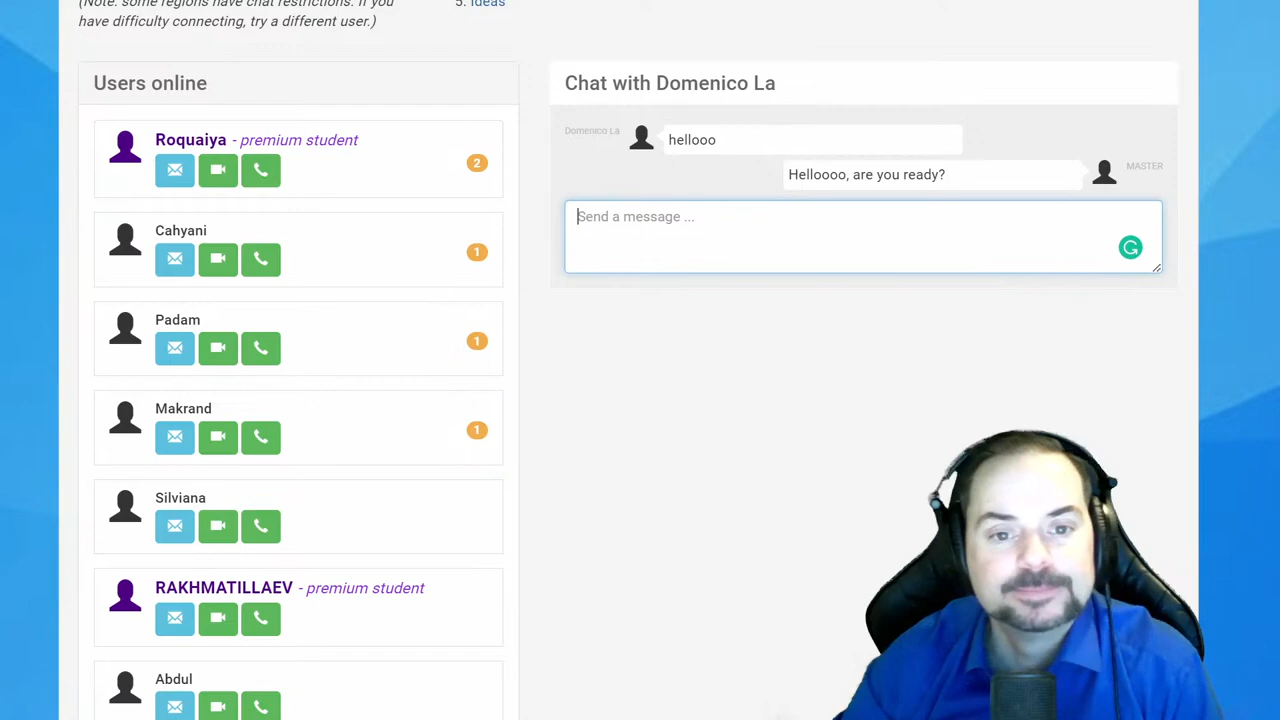 (Note: some regions have chat restrictions. If you
have difficulty connecting, try a different user.)
5. Ideas
Users online
Roquaiya - premium student
2
Cahyani
1
Padam
1
Makrand
1
Silviana
RAKHMATILLAEV - premium student
Abdul
Chat with Domenico La
Domenico La
hellooo
Helloooo, are you ready?
MASTER
Send a message ...